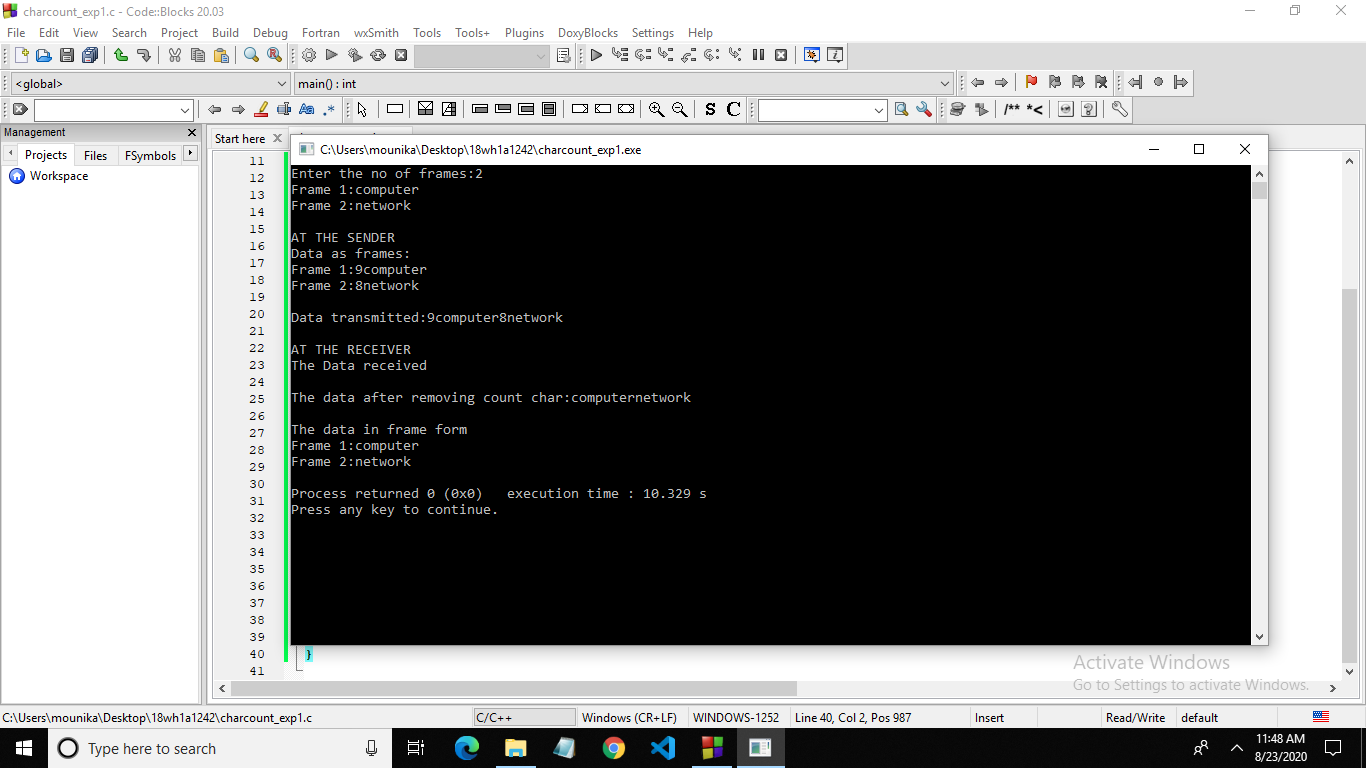 charcount_exp1.c - Code::Blocks 20.03
File Edit View Search Project Build Debug Fortran wxSmith Tools Tools+ Plugins DoxyBlocks Settings Help
<global> main() : int
Aa .* S C /** *<
Management
Projects Files FSymbols
Workspace
Start here
C:\Users\mounika\Desktop\18wh1a1242\charcount_exp1.exe
Enter the no of frames:2
Frame 1:computer
Frame 2:network
AT THE SENDER
Data as frames:
Frame 1:9computer
Frame 2:8network
Data transmitted:9computer8network
AT THE RECEIVER
The Data received
The data after removing count char:computernetwork
The data in frame form
Frame 1:computer
Frame 2:network
Process returned 0 (0x0)   execution time : 10.329 s
Press any key to continue.
11
12
13
14
15
16
17
18
19
20
21
22
23
24
25
26
27
28
29
30
31
32
33
34
35
36
37
38
39
40 }
41
Activate Windows
Go to Settings to activate Windows.
C:\Users\mounika\Desktop\18wh1a1242\charcount_exp1.c C/C++ Windows (CR+LF) WINDOWS-1252 Line 40, Col 2, Pos 987 Insert Read/Write default
Type here to search
11:48 AM
8/23/2020